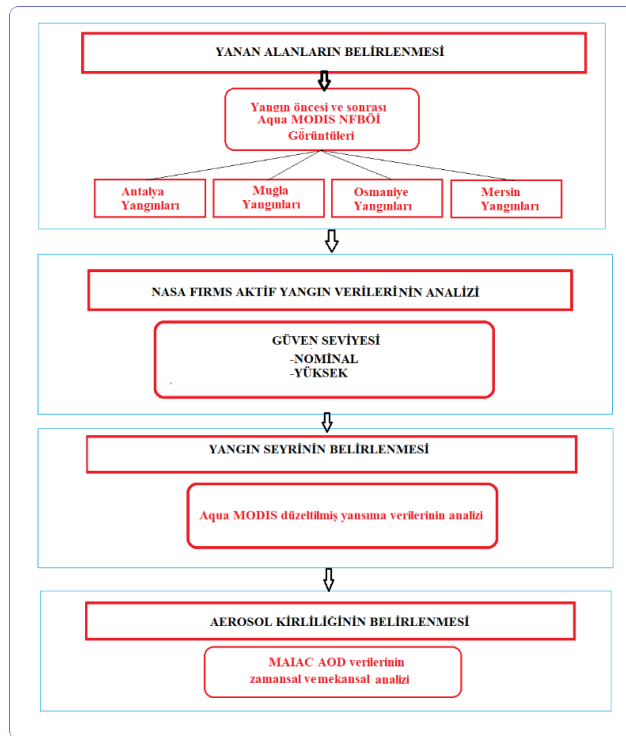 YANAN ALANLARIN BELİRLENMESİ
Yangın öncesi ve sonrası
Aqua MODIS NFBÖİ
Görüntüleri
Antalya
Yangınları
Muğla
Yangınları
Osmaniye
Yangınları
Mersin
Yangınları
NASA FIRMS AKTİF YANGIN VERİLERİNİN ANALİZİ
GÜVEN SEVİYESİ
-NOMİNAL
-YÜKSEK
YANGIN SEYRİNİN BELİRLENMESİ
Aqua MODIS düzeltilmiş yansıma verilerinin analizi
AEROSOL KİRLİLİĞİNİN BELİRLENMESİ
MAIAC AOD verilerinin
zamansal ve mekansal analizi